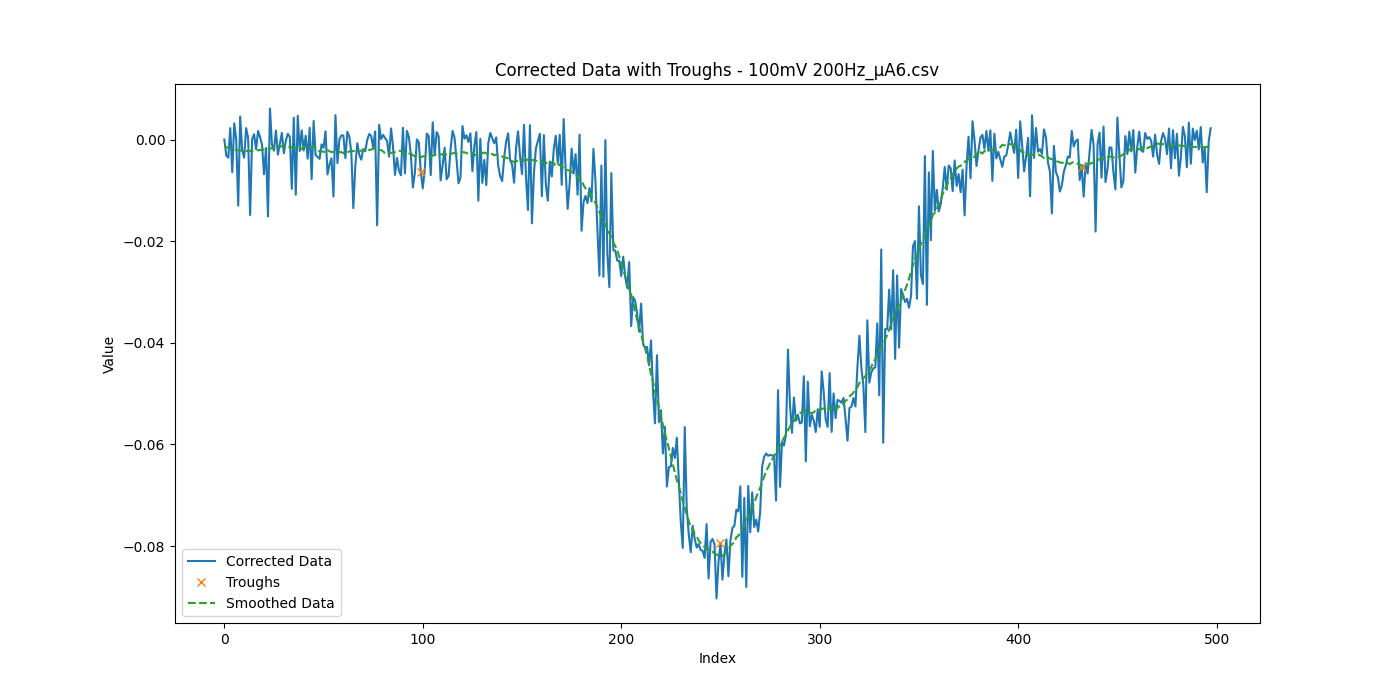 Corrected Data with Troughs - 100mV 200Hz_µA6.csv
0.00
−0.02
−0.04
−0.06
−0.08
Value
Corrected Data
Troughs
Smoothed Data
0 100 200 300 400 500
Index